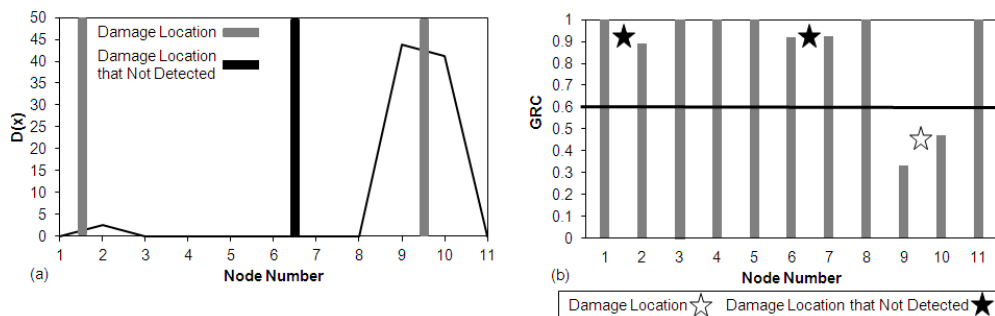 50
45
40
35
30
25
20
15
10
5
0
D(x)
Damage Location
Damage Location
that Not Detected
1 2 3 4 5 6 7 8 9 10 11
(a)
Node Number
1
0.9
0.8
0.7
0.6
0.5
0.4
0.3
0.2
0.1
0
GRC
1 2 3 4 5 6 7 8 9 10 11
(b)
Node Number
Damage Location Damage Location that Not Detected